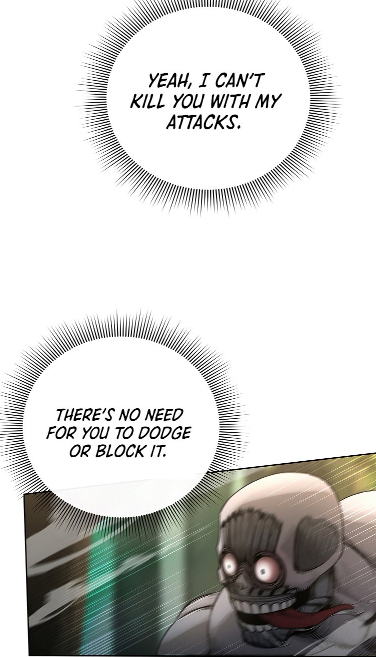 YEAH, I CAN'T
KILL YOU WITH MY
ATTACKS.
THERE'S NO NEED
FOR YOU TO DODGE
OR BLOCK IT.